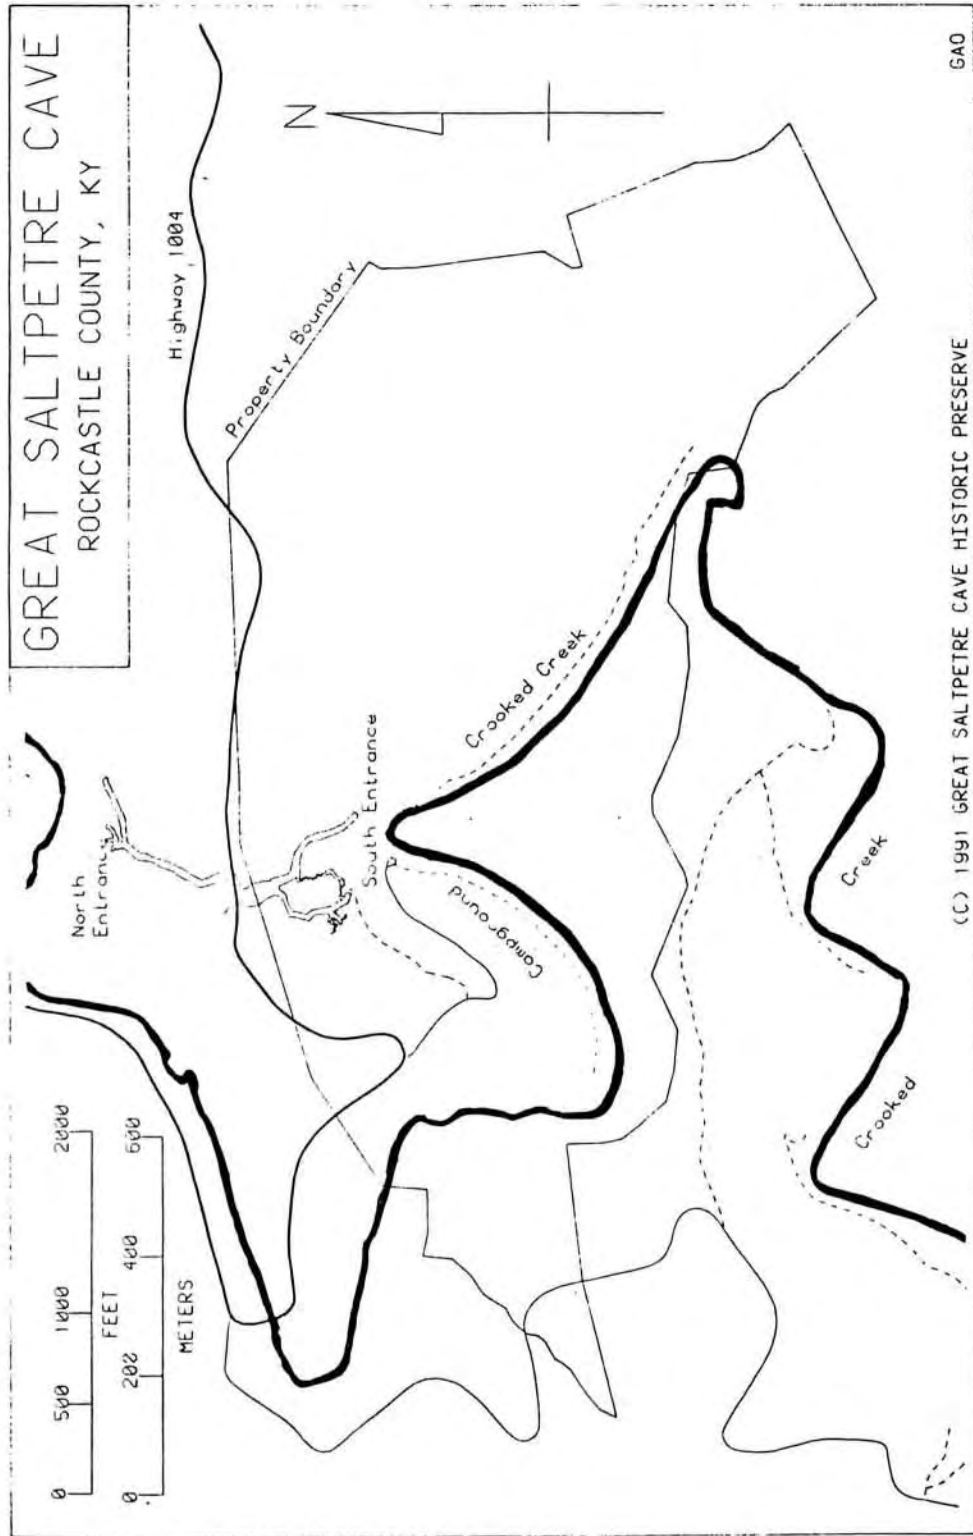 GREAT SALTPETRE CAVE
ROCKCASTLE COUNTY, KY
0 500 1000 2000
FEET
0 202 400 600
METERS
North
Entrance
Highway 1004
N
Property Boundary
South Entrance
Campground
Crooked Creek
Creek
Crooked
(C) 1991 GREAT SALTPETRE CAVE HISTORIC PRESERVE
GAO